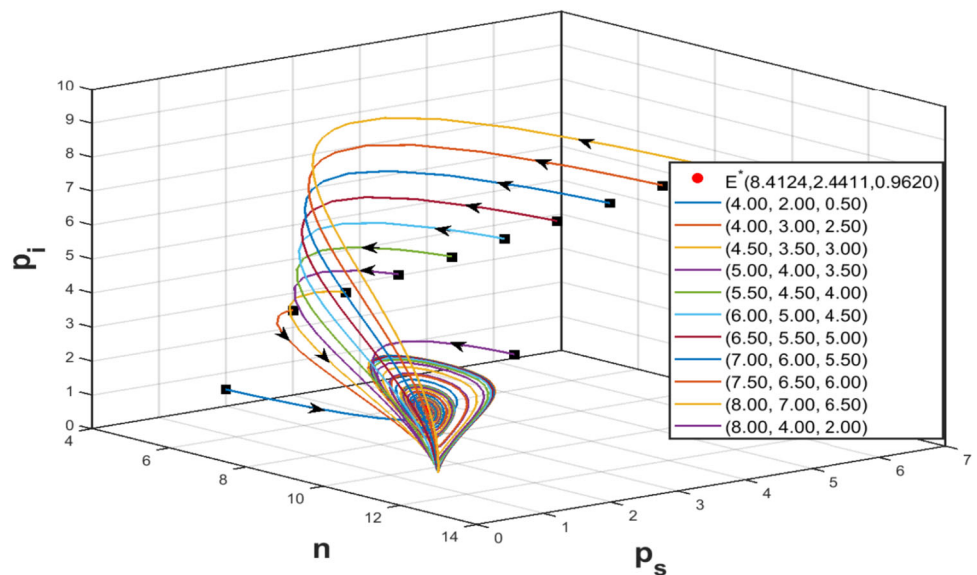 10
9
8
7
6
5
4
3
2
1
0
p_i
4
6
8
10
12
14
n
0
1
2
3
4
5
6
7
p_s
E*(8.4124,2.4411,0.9620)
(4.00, 2.00, 0.50)
(4.00, 3.00, 2.50)
(4.50, 3.50, 3.00)
(5.00, 4.00, 3.50)
(5.50, 4.50, 4.00)
(6.00, 5.00, 4.50)
(6.50, 5.50, 5.00)
(7.00, 6.00, 5.50)
(7.50, 6.50, 6.00)
(8.00, 7.00, 6.50)
(8.00, 4.00, 2.00)